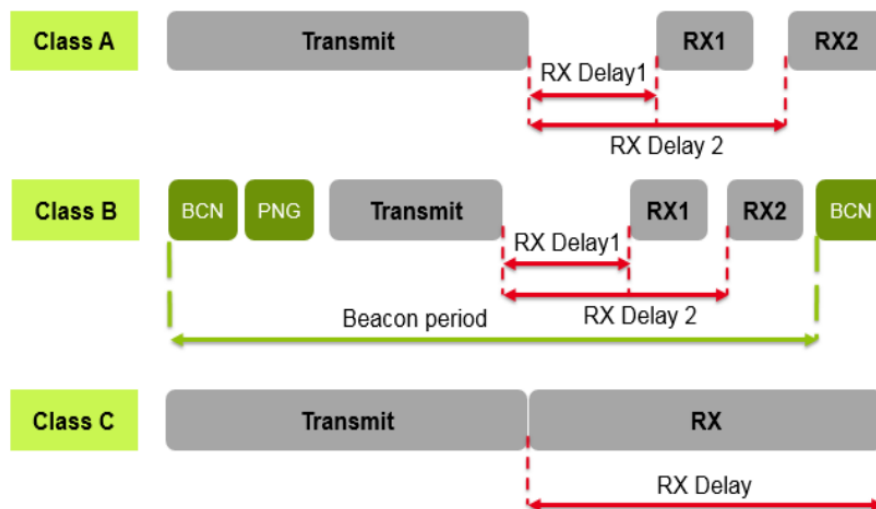 Class A
Transmit
RX1
RX2
RX Delay1
RX Delay 2
Class B
BCN
PNG
Transmit
RX1
RX2
BCN
RX Delay1
RX Delay 2
Beacon period
Class C
Transmit
RX
RX Delay